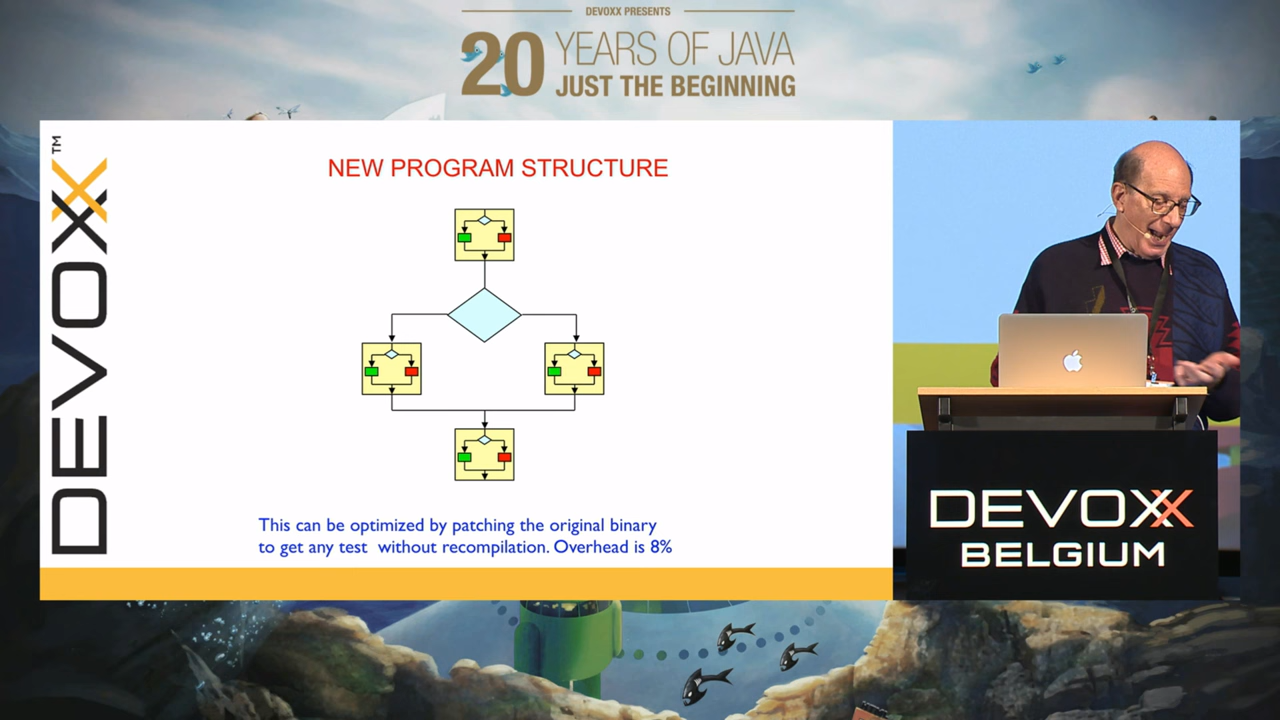 DEVOXX PRESENTS
20 YEARS OF JAVA
JUST THE BEGINNING
DEVOXX™
NEW PROGRAM STRUCTURE
This can be optimized by patching the original binary
to get any test without recompilation. Overhead is 8%
DEVOXX
BELGIUM